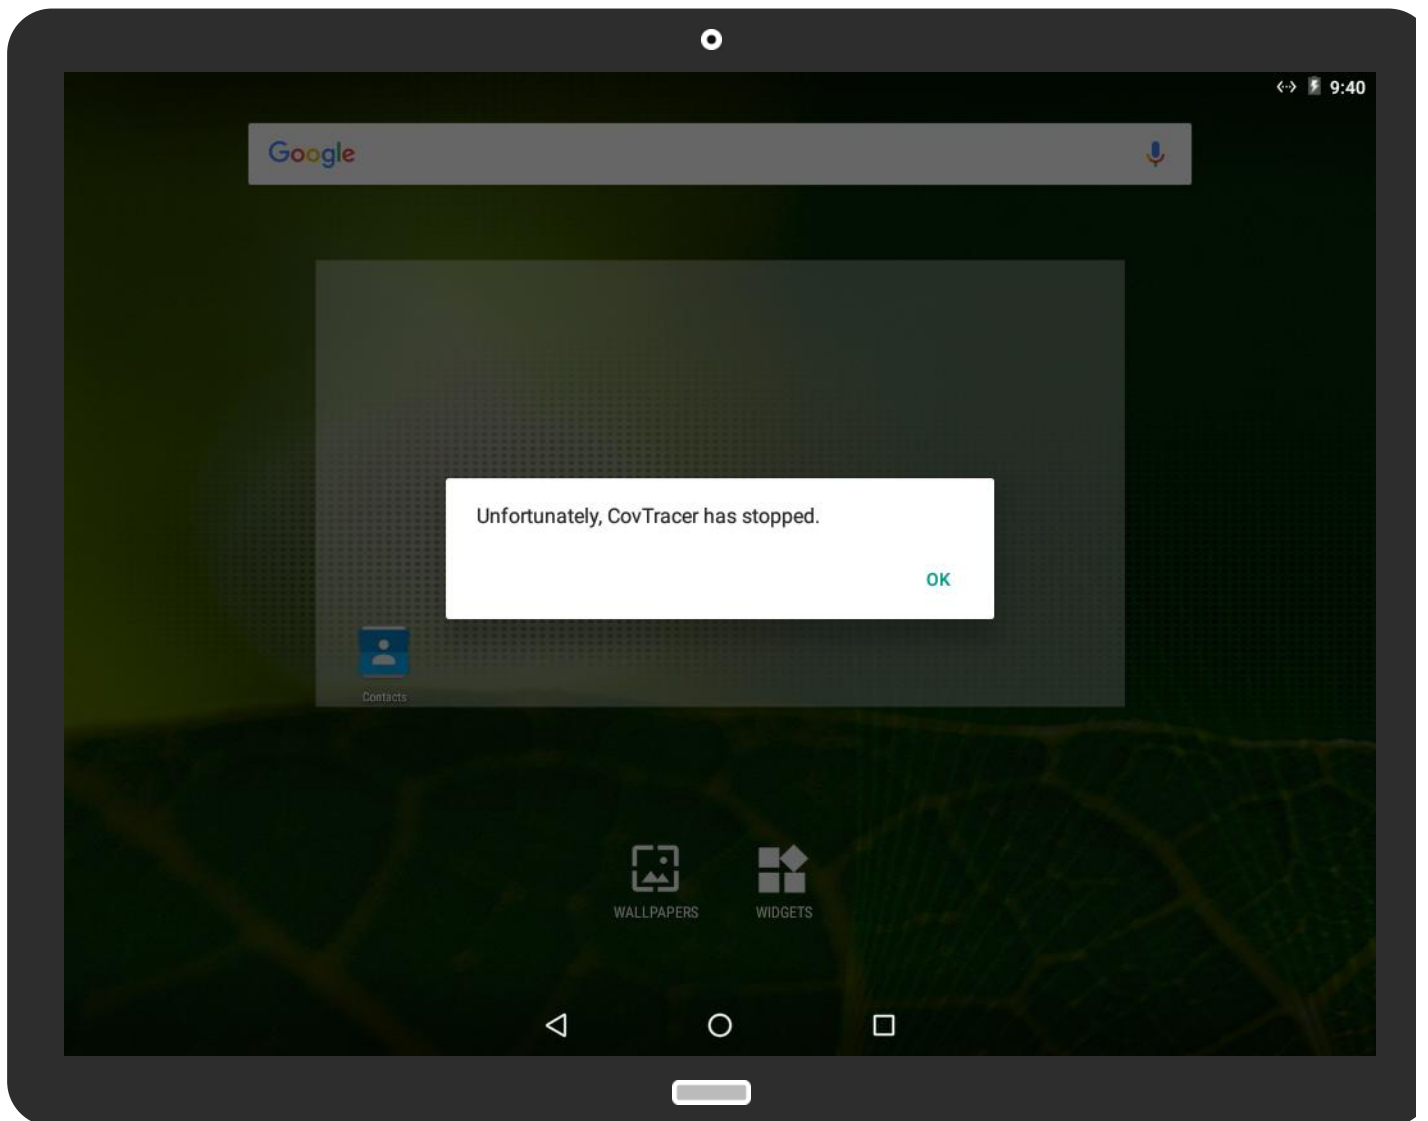 9:40
Google
Unfortunately, CovTracer has stopped.
OK
Contacts
WALLPAPERS
WIDGETS